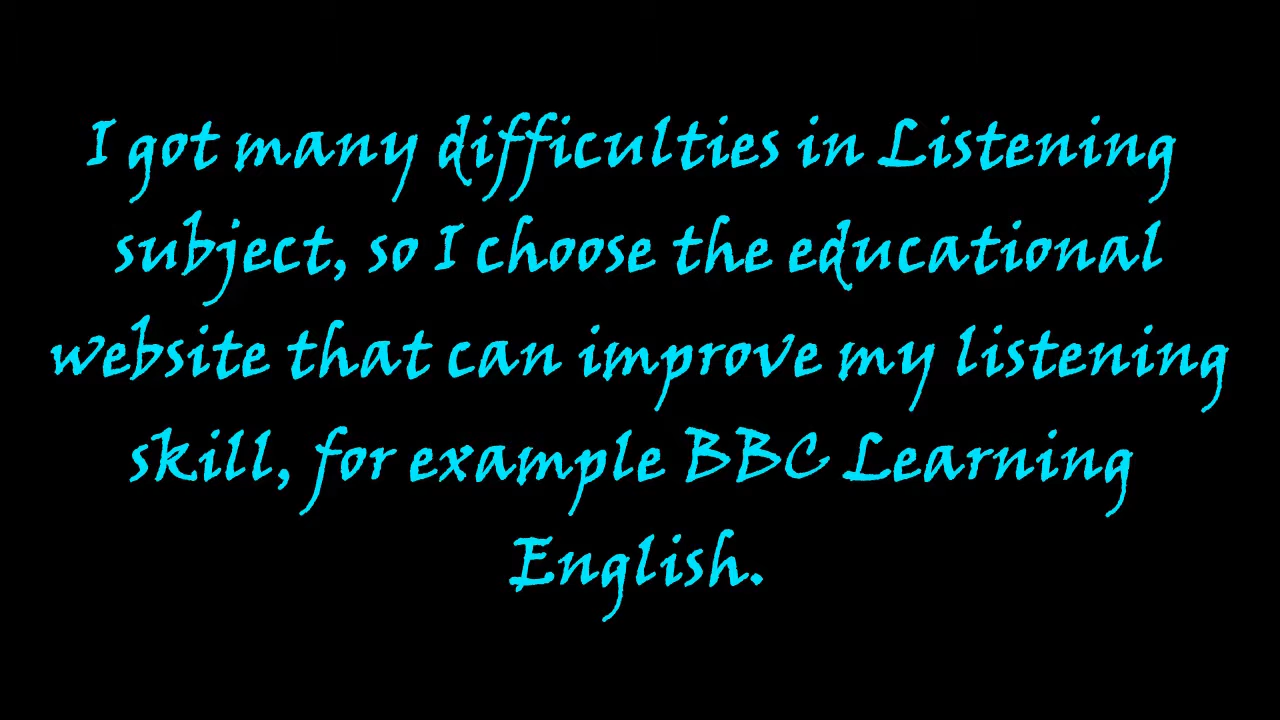 I got many difficulties in Listening
subject, so I choose the educational
website that can improve my listening
skill, for example BBC Learning
English.